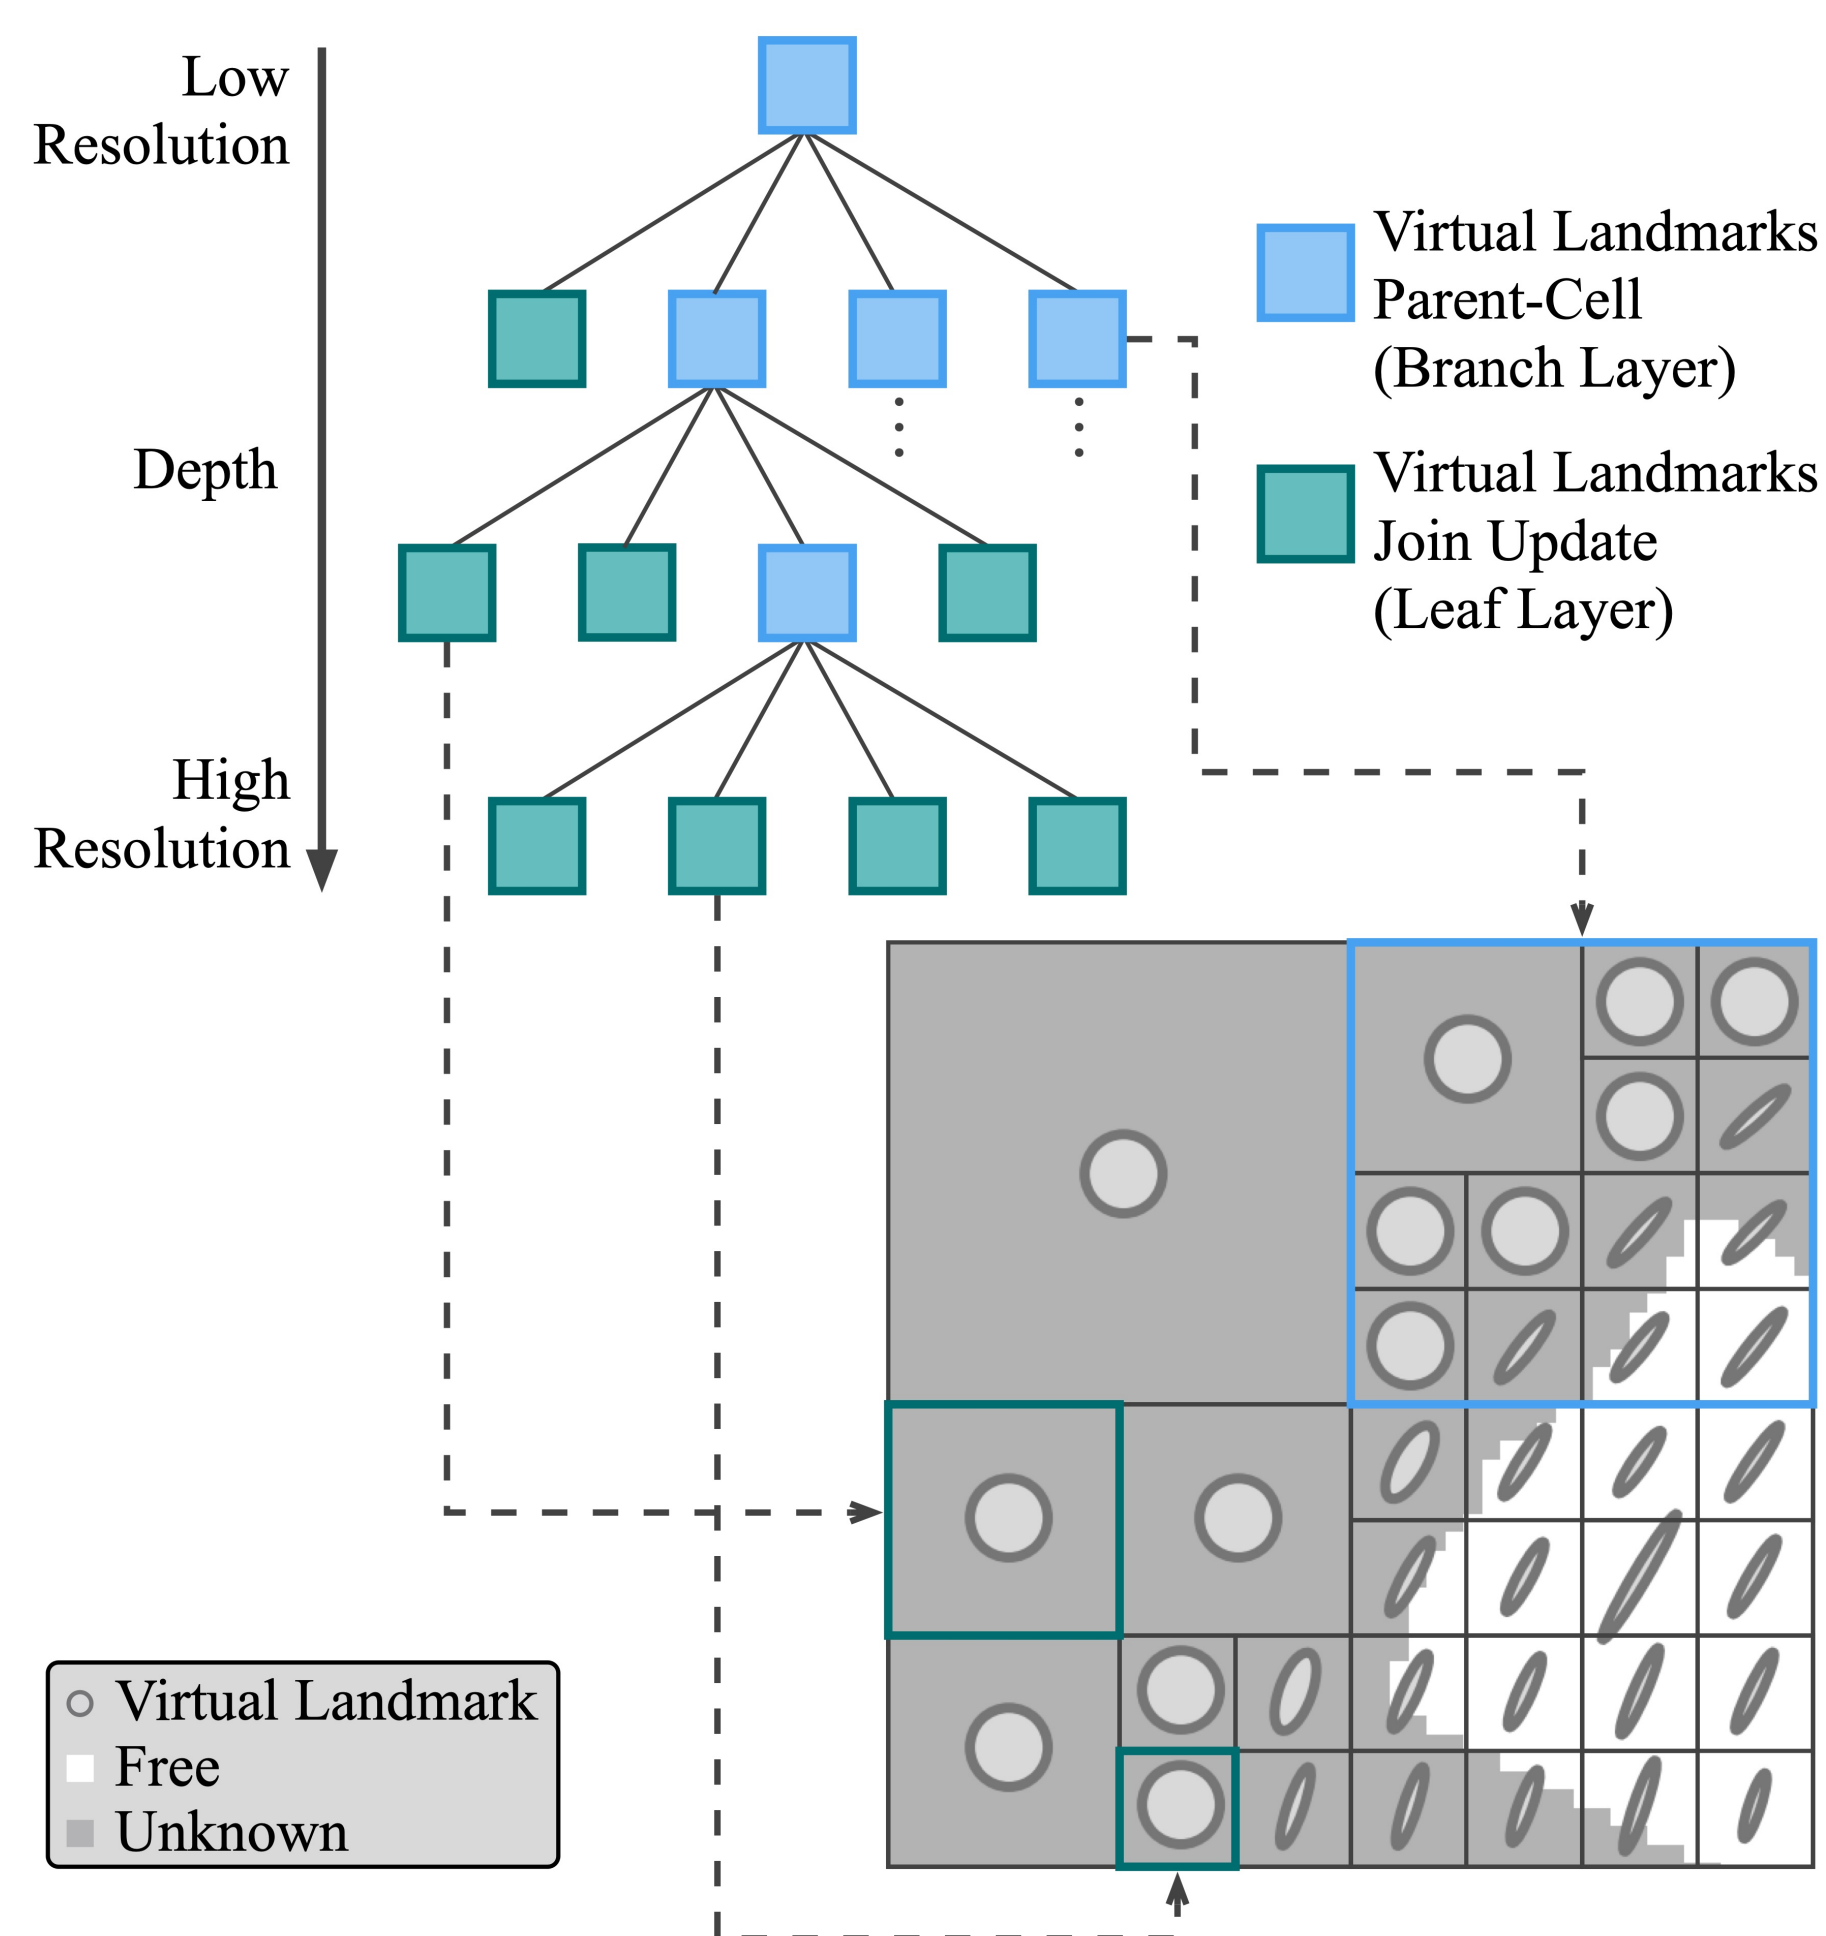 Low
Resolution
Virtual Landmarks
Parent-Cell
(Branch Layer)
Depth
Virtual Landmarks
Join Update
(Leaf Layer)
High
Resolution
Virtual Landmark
Free
Unknown